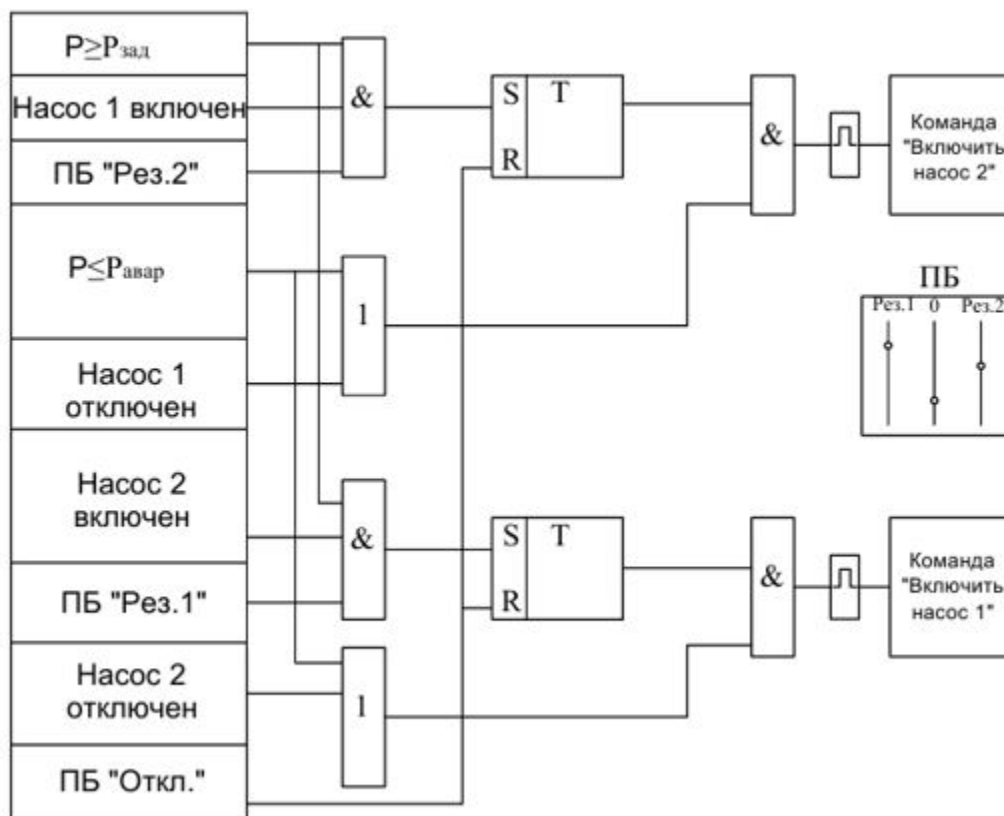 P≥Pзад
Насос 1 включен
ПБ "Рез.2"
P≤Pавар
Насос 1
отключен
Насос 2
включен
ПБ "Рез.1"
Насос 2
отключен
ПБ "Откл."
&
1
&
1
S T
R
S T
R
&
&
Команда
"Включить
насос 2"
ПБ
Рез.1 0 Рез.2
Команда
"Включить
насос 1"